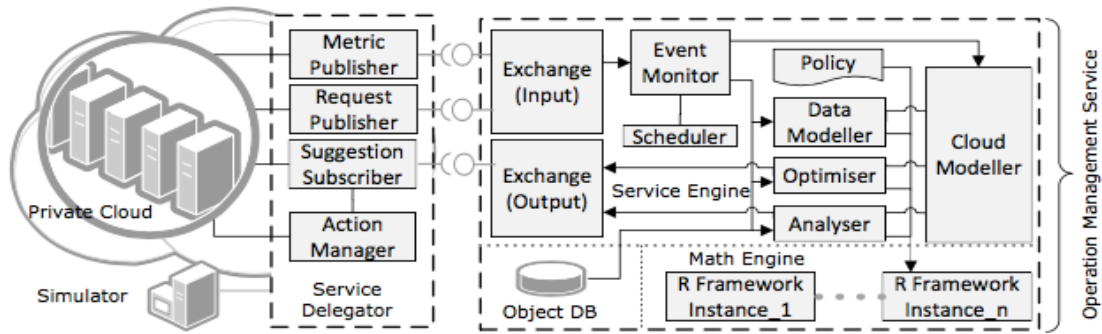 Metric
Publisher
Request
Publisher
Suggestion
Subscriber
Action
Manager
Service
Delegator
Private Cloud
Simulator
Exchange
(Input)
Exchange
(Output)
Event
Monitor
Scheduler
Policy
Data
Modeller
Optimiser
Analyser
Service Engine
Cloud
Modeller
Math Engine
Object DB
R Framework
Instance_1
R Framework
Instance_n
Operation Management Service